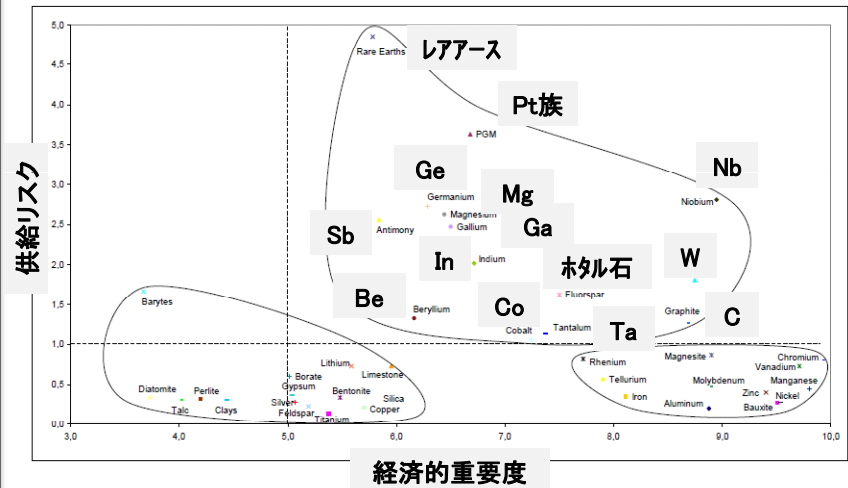 5,0
4,5
4,0
3,5
3,0
2,5
2,0
1,5
1,0
0,5
0,0
3,0
4,0
5,0
6,0
7,0
8,0
9,0
10,0
供給リスク
経済的重要度
Rare Earths
レアアース
Pt族
PGM
Ge
Germanium
Mg
Magnesium
Gallium
Ga
Nb
Niobium
Sb
Antimony
In
Indium
ホタル石
Fluorspar
W
Be
Beryllium
Co
Cobalt
Tantalum
Ta
Graphite
C
Barytes
Lithium
Limestone
Borate
Gypsum
Diatomite
Perlite
Talc
Clays
Silver
Feldspar
Bentonite
Titanium
Silica
Copper
Rhenium
Tellurium
Iron
Magnesite
Chromium
Vanadium
Molybdenum
Manganese
Zinc
Nickel
Aluminum
Bauxite